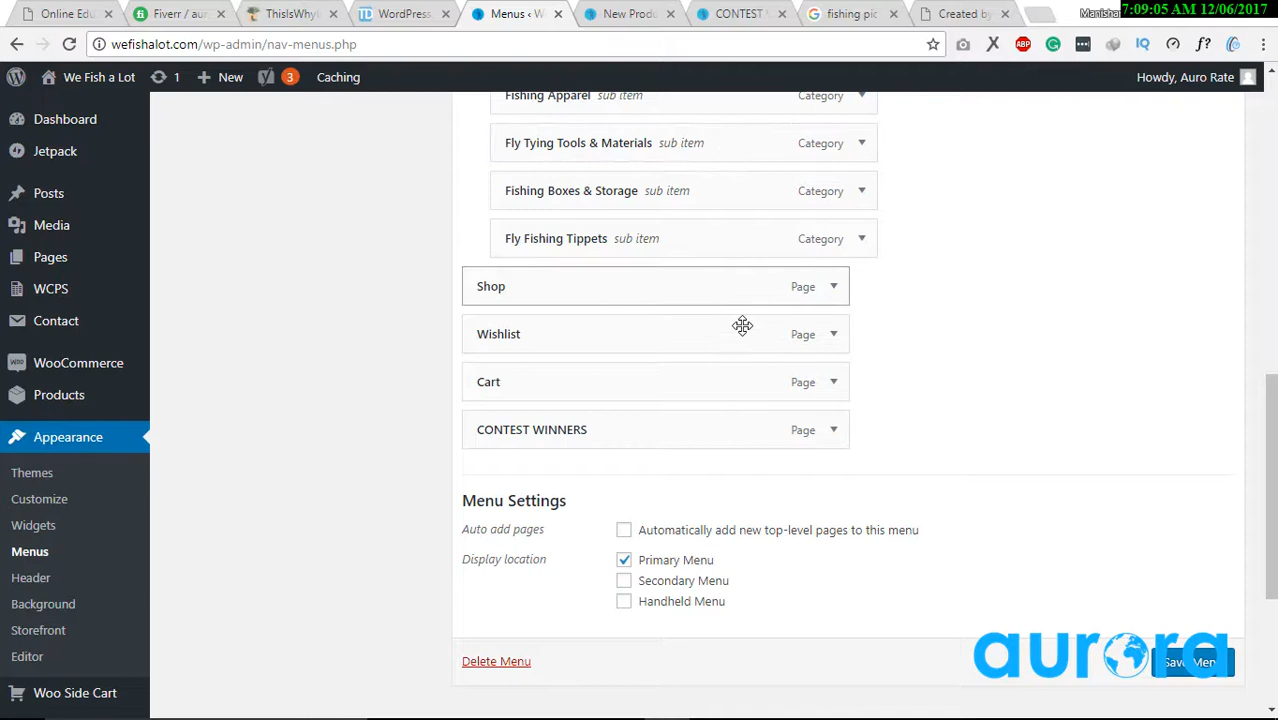 Online Edu
Fiverr / aur
ThisIsWhyI
WordPress
Menus ‹ W
New Produ
CONTEST
fishing pic
Created by
Manisha
7:09:05 AM 12/06/2017
wefishalot.com/wp-admin/nav-menus.php
We Fish a Lot
1
New
3
Caching
Howdy, Auro Rate
Dashboard
Jetpack
Posts
Media
Pages
WCPS
Contact
WooCommerce
Products
Appearance
Themes
Customize
Widgets
Menus
Header
Background
Storefront
Editor
Woo Side Cart
Fishing Apparel sub item Category
Fly Tying Tools & Materials sub item Category
Fishing Boxes & Storage sub item Category
Fly Fishing Tippets sub item Category
Shop Page
Wishlist Page
Cart Page
CONTEST WINNERS Page
Menu Settings
Auto add pages Automatically add new top-level pages to this menu
Display location Primary Menu
Secondary Menu
Handheld Menu
Delete Menu
Save Menu
aurora